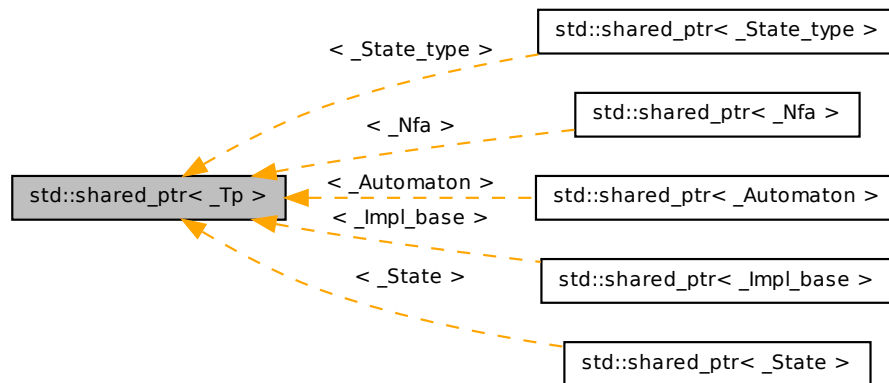 std::shared_ptr< _State_type >
< _State_type >
std::shared_ptr< _Nfa >
< _Nfa >
std::shared_ptr< _Tp >
< _Automaton >
std::shared_ptr< _Automaton >
< _Impl_base >
std::shared_ptr< _Impl_base >
< _State >
std::shared_ptr< _State >